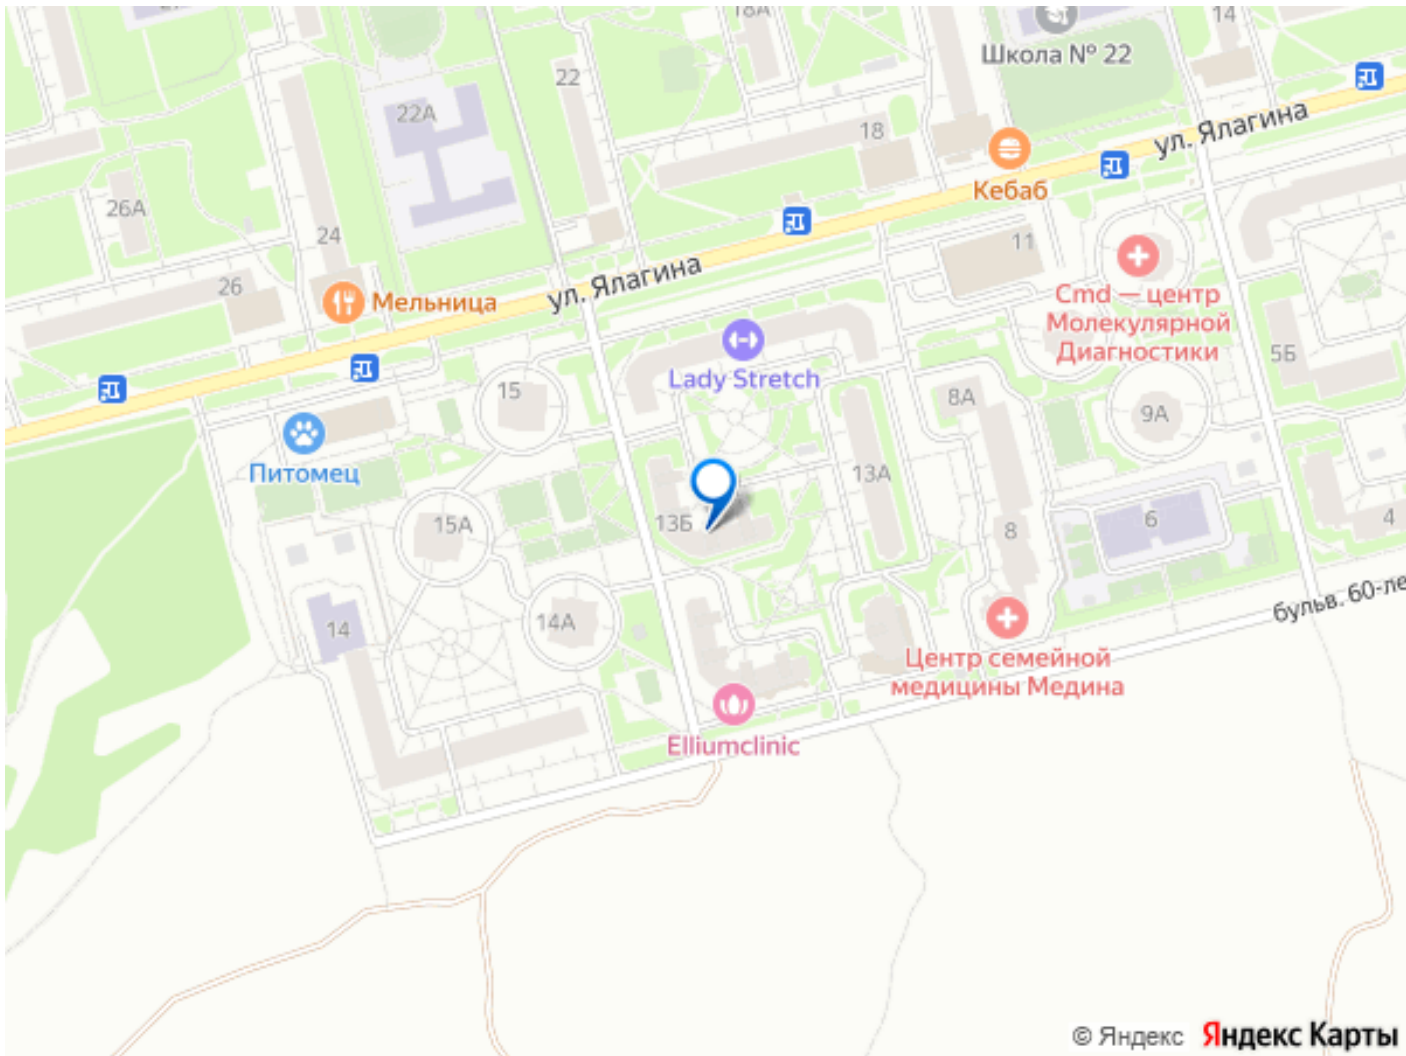 18А
14
Школа № 22
22
22А
18
ул. Ялагина
Кебаб
26А
24
11
26
Мельница
ул. Ялагина
Cmd — центр
Молекулярной
Диагностики
Lady Stretch
5Б
15
8А
9А
Питомец
13А
15А
13Б
8
6
4
14
14А
бульв. 60-ле
Центр семейной
медицины Медина
Elliumclinic
© Яндекс Яндекс Карты